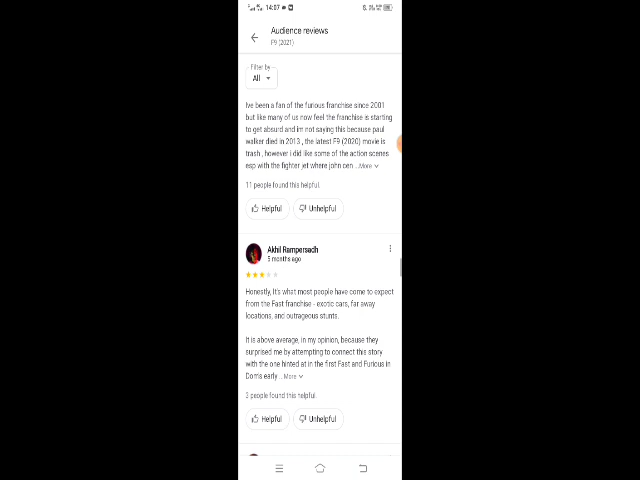 14:07
Audience reviews
F9 (2021)
Filter by
All
Ive been a fan of the furious franchise since 2001
but like many of us now feel the franchise is starting
to get absurd and im not saying this because paul
walker died in 2013 , the latest F9 (2020) movie is
trash , however i did like some of the action scenes
esp with the fighter jet where john cen ...More
11 people found this helpful.
Helpful Unhelpful
Akhil Rampersadh
5 months ago
Honestly, It's what most people have come to expect
from the Fast franchise - exotic cars, far away
locations, and outrageous stunts.
It is above average, in my opinion, because they
surprised me by attempting to connect this story
with the one hinted at in the first Fast and Furious in
Dom's early ...More
3 people found this helpful.
Helpful Unhelpful